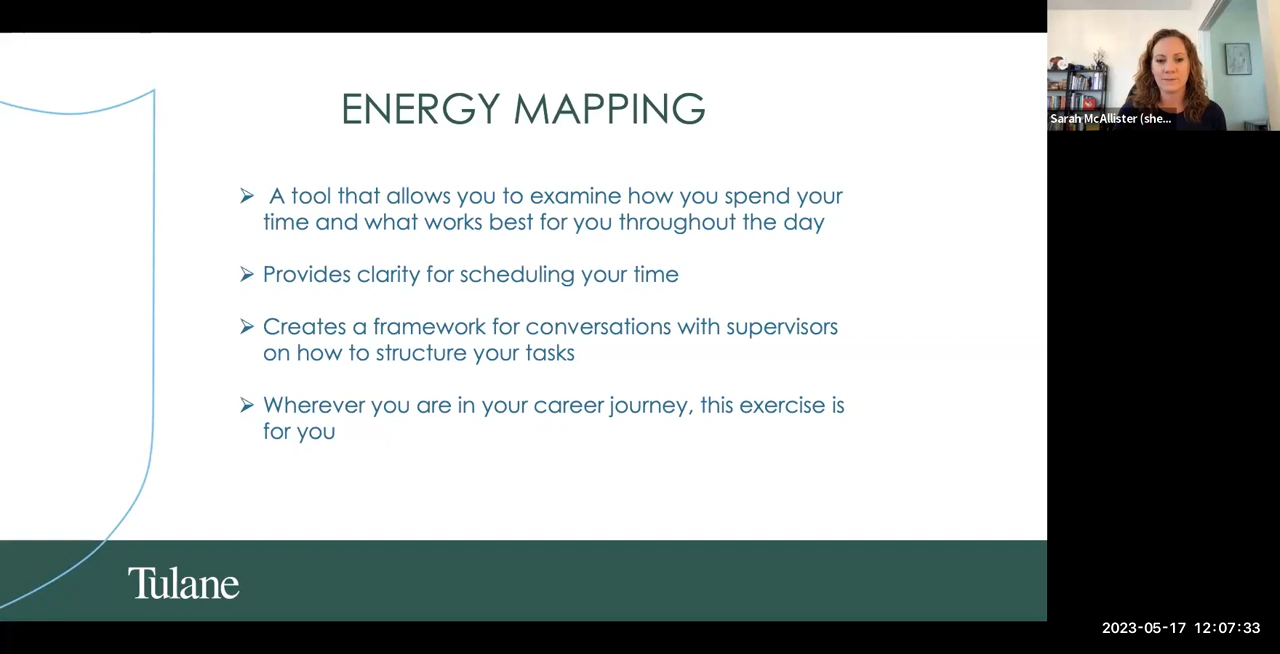 ENERGY MAPPING
➢ A tool that allows you to examine how you spend your
time and what works best for you throughout the day
➢ Provides clarity for scheduling your time
➢ Creates a framework for conversations with supervisors
on how to structure your tasks
➢ Wherever you are in your career journey, this exercise is
for you
Tulane
Sarah McAllister (she...
2023-05-17 12:07:33